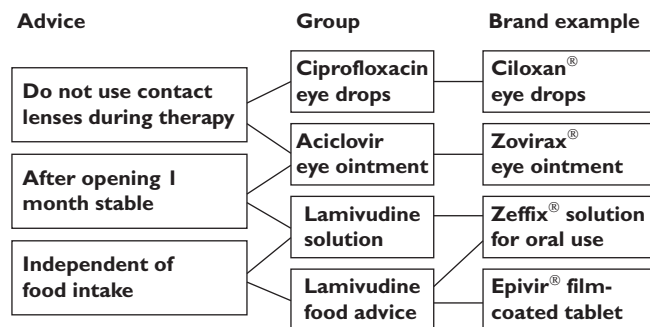 Advice
Group
Brand example
Do not use contact
lenses during therapy
After opening 1
month stable
Independent of
food intake
Ciprofloxacin
eye drops
Aciclovir
eye ointment
Lamivudine
solution
Lamivudine
food advice
Ciloxan®
eye drops
Zovirax®
eye ointment
Zeffix® solution
for oral use
Epivir® film-
coated tablet